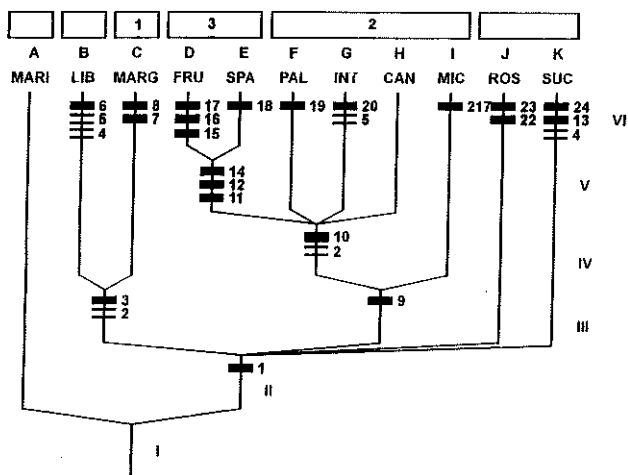 1 3 2
A B C D E F G H I J K
MARI LIB MARG FRU SPA PAL INT CAN MIC ROS SUC
6 8 17 18 19 20 217 23 24
5 7 16 5 22 13 VI
4 15 4
14
12 V
11
10
2 IV
3 9
2 III
1
II
I